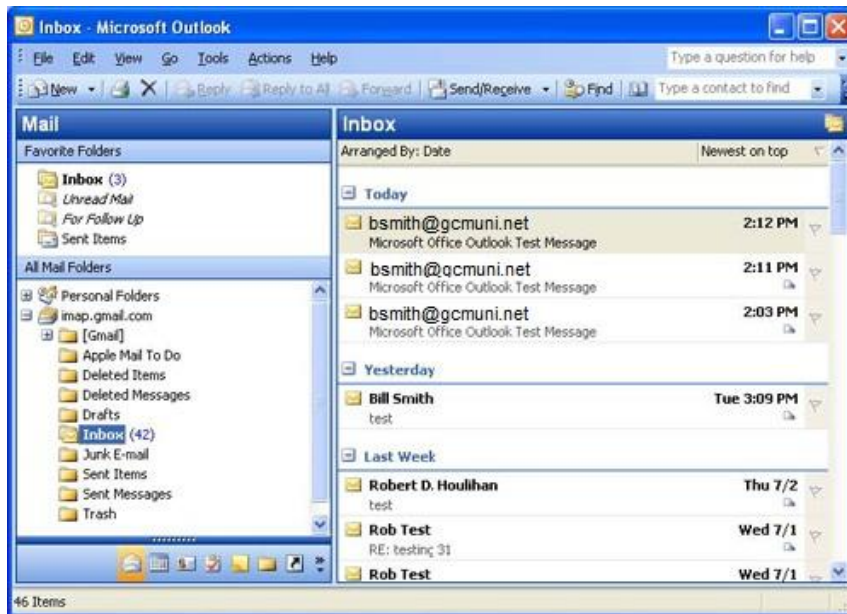 Inbox - Microsoft Outlook
File Edit View Go Tools Actions Help Type a question for help
New Reply Reply to All Forward Send/Receive Find Type a contact to find
Mail
Favorite Folders
Inbox (3)
Unread Mail
For Follow Up
Sent Items
All Mail Folders
Personal Folders
imap.gmail.com
[Gmail]
Apple Mail To Do
Deleted Items
Deleted Messages
Drafts
Inbox (42)
Junk E-mail
Sent Items
Sent Messages
Trash
Inbox
Arranged By: Date Newest on top
Today
bsmith@gcmuni.net 2:12 PM
Microsoft Office Outlook Test Message
bsmith@gcmuni.net 2:11 PM
Microsoft Office Outlook Test Message
bsmith@gcmuni.net 2:03 PM
Microsoft Office Outlook Test Message
Yesterday
Bill Smith Tue 3:09 PM
test
Last Week
Robert D. Houlihan Thu 7/2
test
Rob Test Wed 7/1
RE: testing 31
Rob Test Wed 7/1
46 Items